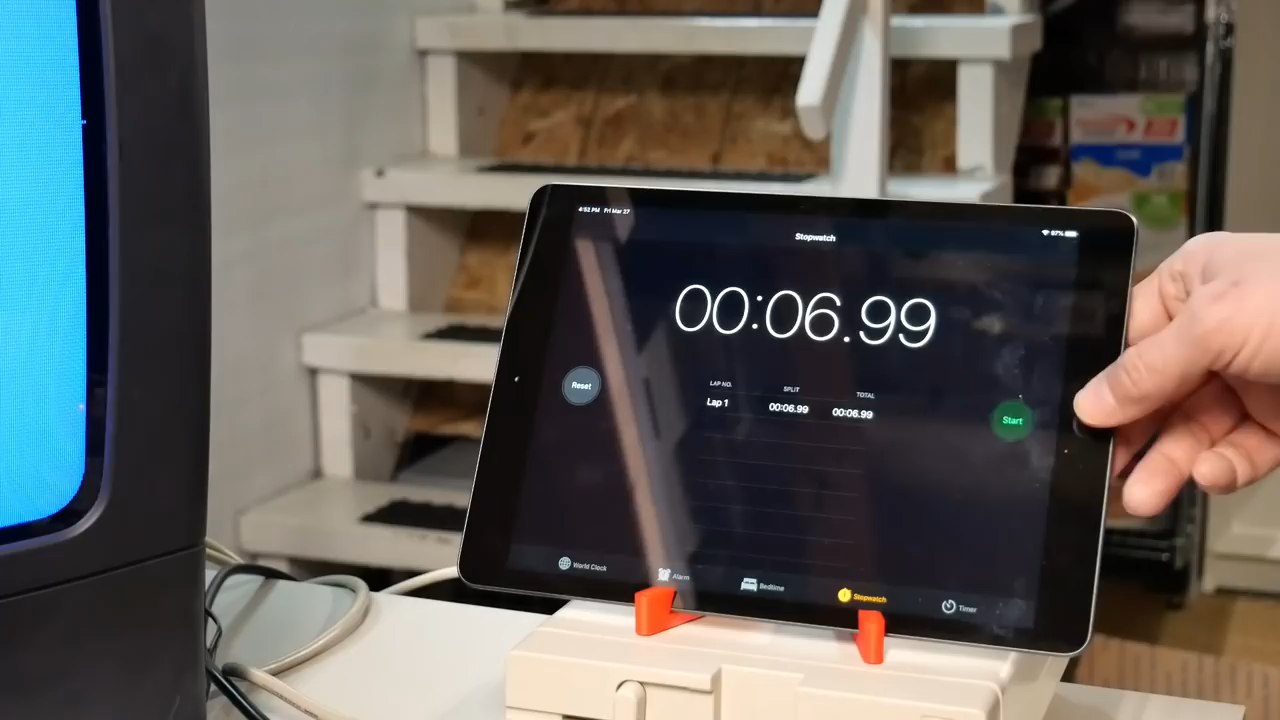 4:52 PM Fri Mar 27
97%
Stopwatch
00:06.99
Reset
Start
LAP NO. SPLIT TOTAL
Lap 1 00:06.99 00:06.99
World Clock Alarm Bedtime Stopwatch Timer